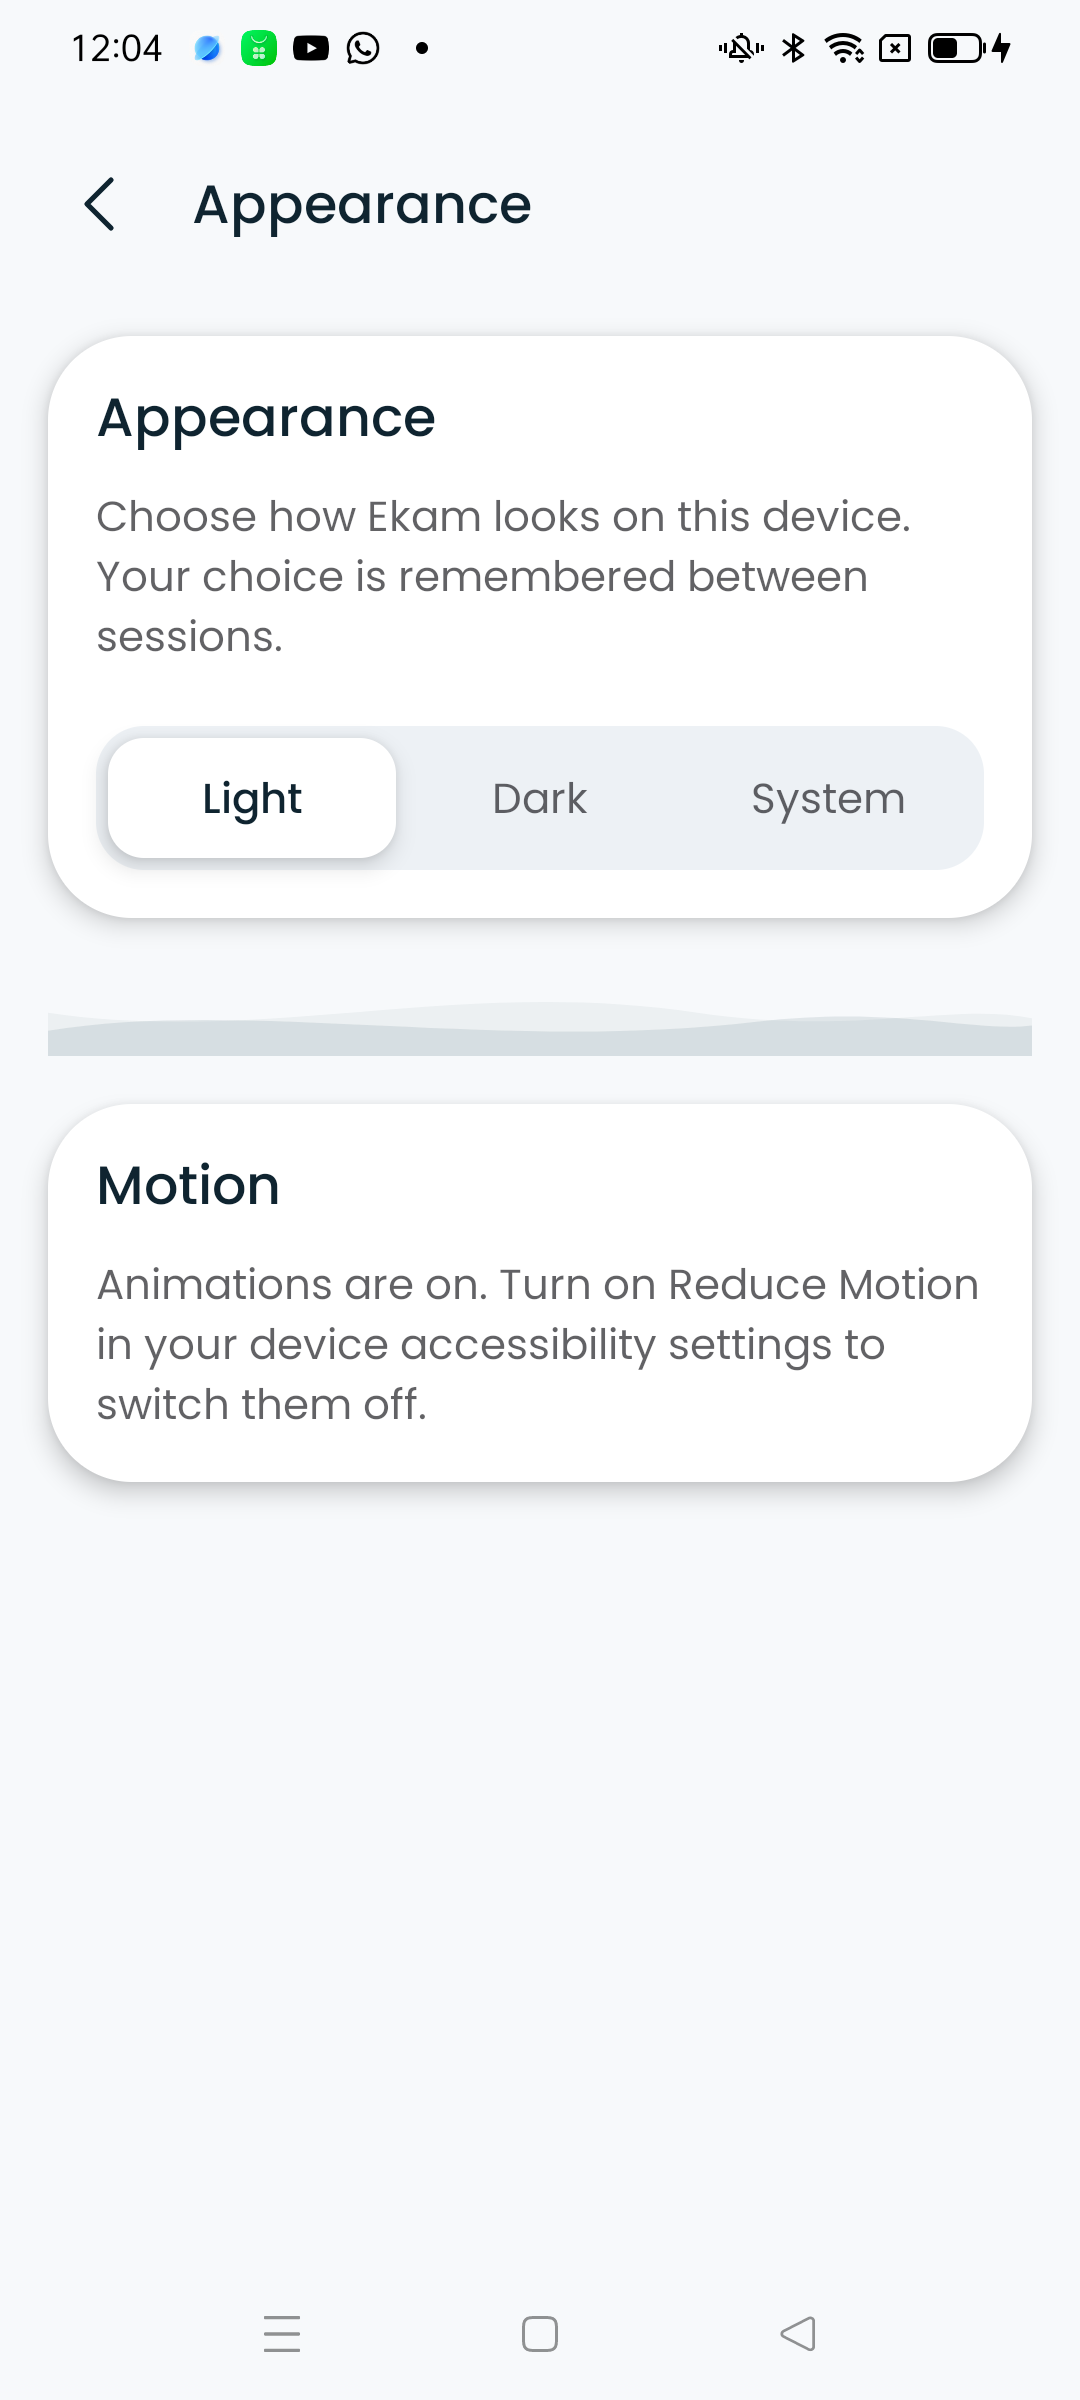 12:04
Appearance
Appearance
Choose how Ekam looks on this device.
Your choice is remembered between
sessions.
Light Dark System
Motion
Animations are on. Turn on Reduce Motion
in your device accessibility settings to
switch them off.